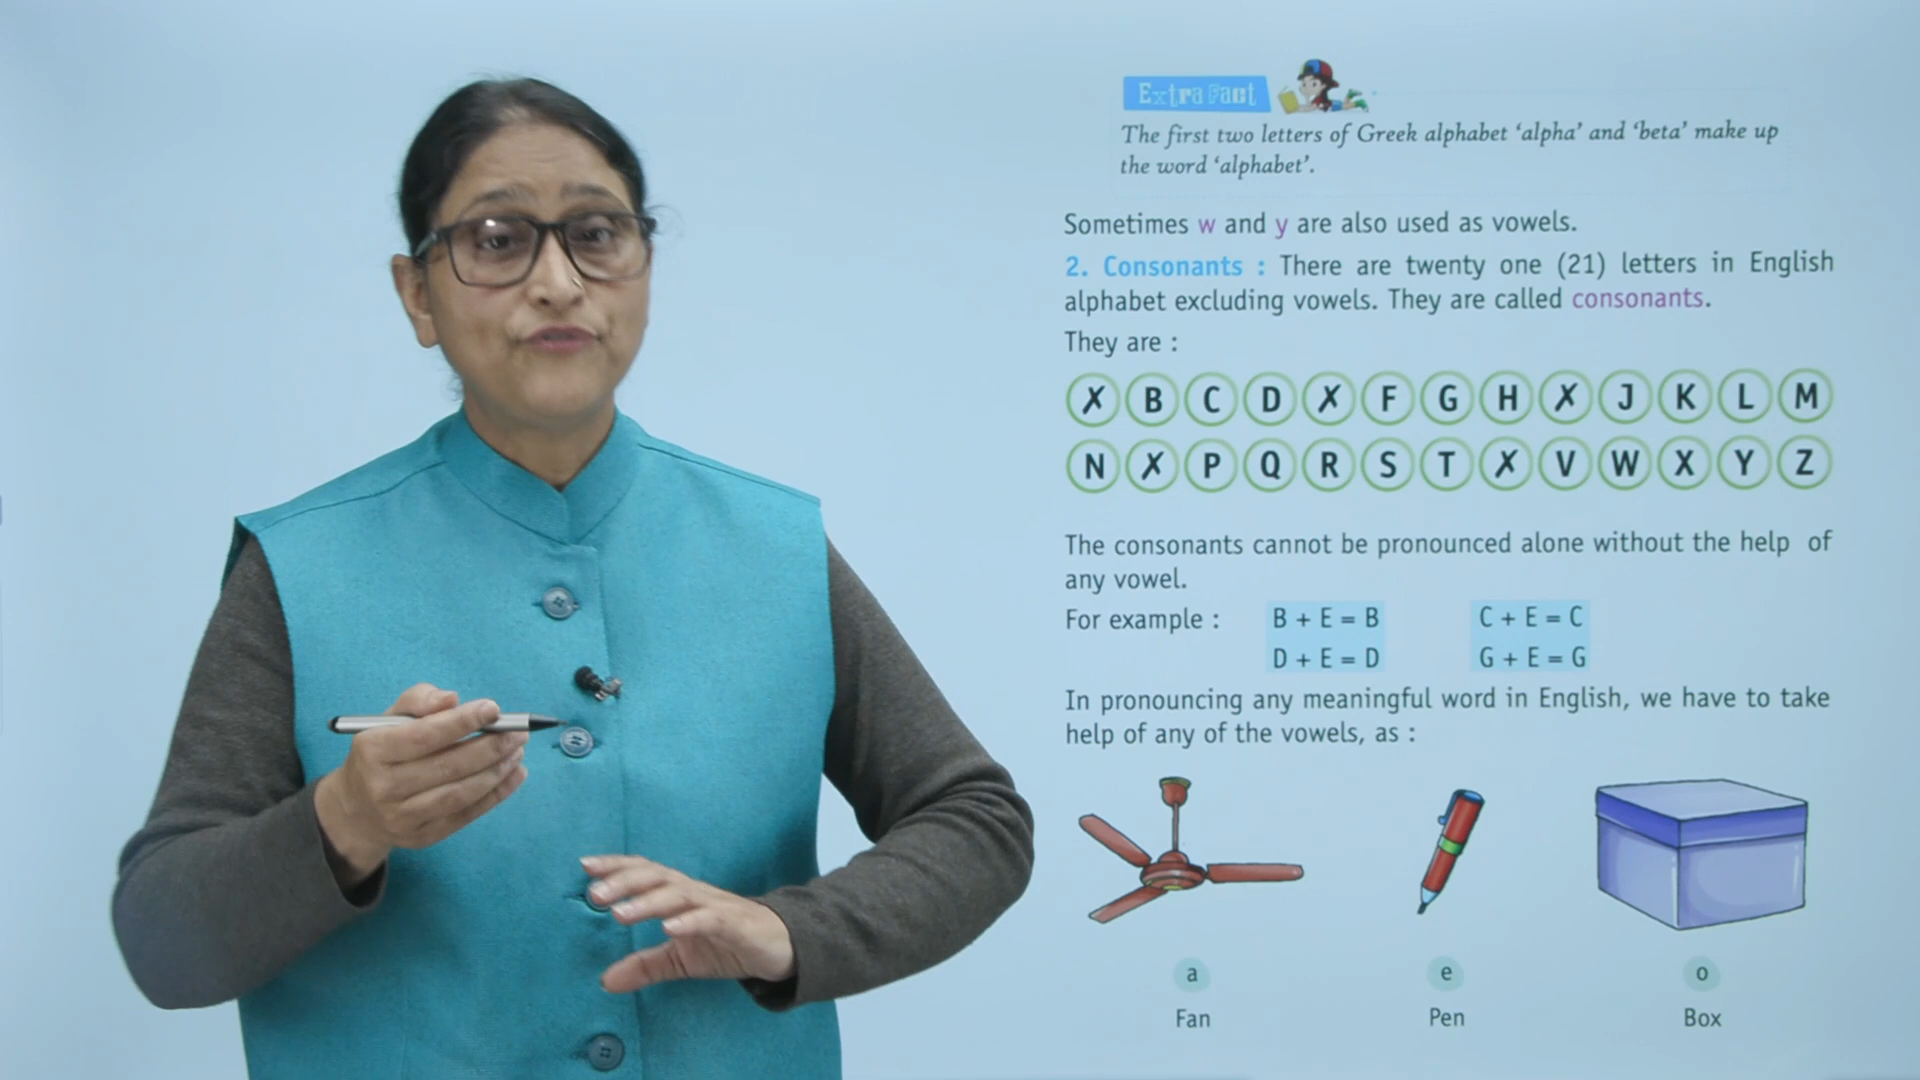 Extra Fact
The first two letters of Greek alphabet ‘alpha’ and ‘beta’ make up
the word ‘alphabet’.
Sometimes w and y are also used as vowels.
2. Consonants : There are twenty one (21) letters in English
alphabet excluding vowels. They are called consonants.
They are :
✗ B C D ✗ F G H ✗ J K L M
N ✗ P Q R S T ✗ V W X Y Z
The consonants cannot be pronounced alone without the help of
any vowel.
For example : B + E = B C + E = C
D + E = D G + E = G
In pronouncing any meaningful word in English, we have to take
help of any of the vowels, as :
a e o
Fan Pen Box